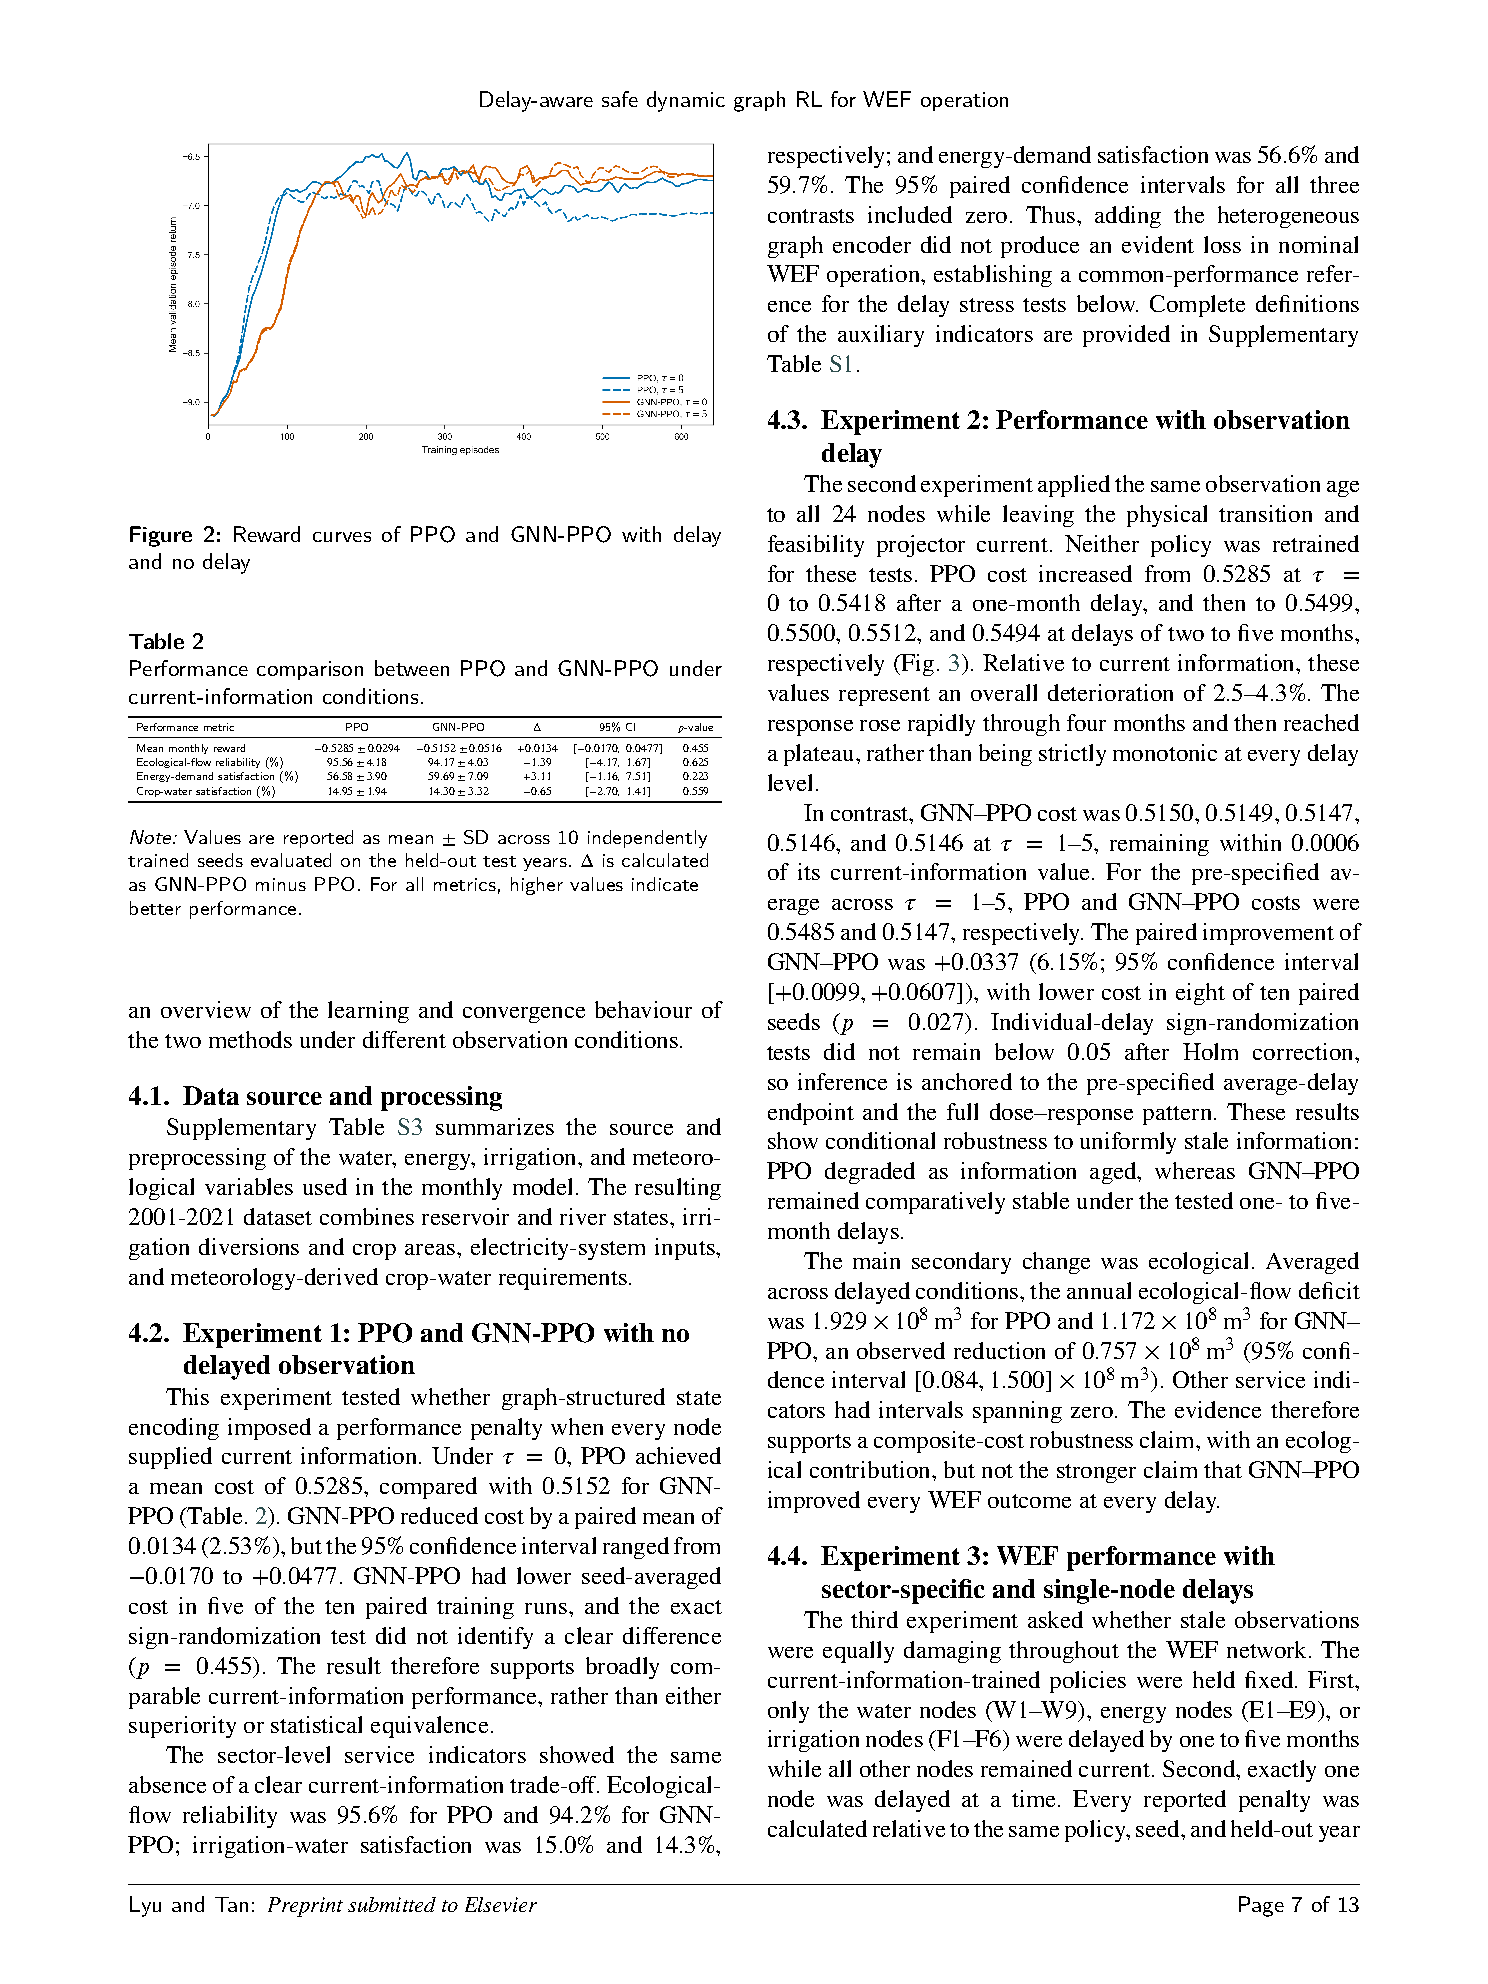 Delay-aware safe dynamic graph RL for WEF operation
−6.5
−7.0
−7.5
−8.0
−8.5
−9.0
Mean validation episode return
0 100 200 300 400 500 600
Training episodes
PPO, τ = 0
PPO, τ = 5
GNN-PPO, τ = 0
GNN-PPO, τ = 5
Figure 2: Reward curves of PPO and GNN-PPO with delay
and no delay
Table 2
Performance comparison between PPO and GNN-PPO under
current-information conditions.
Performance metric PPO GNN-PPO Δ 95% CI p-value
Mean monthly reward −0.5285 ± 0.0294 −0.5152 ± 0.0516 +0.0134 [−0.0170, 0.0477] 0.455
Ecological-flow reliability (%) 95.56 ± 4.18 94.17 ± 4.03 −1.39 [−4.17, 1.67] 0.625
Energy-demand satisfaction (%) 56.58 ± 3.90 59.69 ± 7.09 +3.11 [−1.16, 7.51] 0.223
Crop-water satisfaction (%) 14.95 ± 1.94 14.30 ± 3.32 −0.65 [−2.70, 1.41] 0.559
Note: Values are reported as mean ± SD across 10 independently
trained seeds evaluated on the held-out test years. Δ is calculated
as GNN-PPO minus PPO. For all metrics, higher values indicate
better performance.
an overview of the learning and convergence behaviour of
the two methods under different observation conditions.
4.1. Data source and processing
Supplementary Table S3 summarizes the source and
preprocessing of the water, energy, irrigation, and meteoro-
logical variables used in the monthly model. The resulting
2001-2021 dataset combines reservoir and river states, irri-
gation diversions and crop areas, electricity-system inputs,
and meteorology-derived crop-water requirements.
4.2. Experiment 1: PPO and GNN-PPO with no
delayed observation
This experiment tested whether graph-structured state
encoding imposed a performance penalty when every node
supplied current information. Under τ = 0, PPO achieved
a mean cost of 0.5285, compared with 0.5152 for GNN-
PPO (Table. 2). GNN-PPO reduced cost by a paired mean of
0.0134 (2.53%), but the 95% confidence interval ranged from
−0.0170 to +0.0477. GNN-PPO had lower seed-averaged
cost in five of the ten paired training runs, and the exact
sign-randomization test did not identify a clear difference
(p = 0.455). The result therefore supports broadly com-
parable current-information performance, rather than either
superiority or statistical equivalence.
The sector-level service indicators showed the same
absence of a clear current-information trade-off. Ecological-
flow reliability was 95.6% for PPO and 94.2% for GNN-
PPO; irrigation-water satisfaction was 15.0% and 14.3%,
respectively; and energy-demand satisfaction was 56.6% and
59.7%. The 95% paired confidence intervals for all three
contrasts included zero. Thus, adding the heterogeneous
graph encoder did not produce an evident loss in nominal
WEF operation, establishing a common-performance refer-
ence for the delay stress tests below. Complete definitions
of the auxiliary indicators are provided in Supplementary
Table S1.
4.3. Experiment 2: Performance with observation
delay
The second experiment applied the same observation age
to all 24 nodes while leaving the physical transition and
feasibility projector current. Neither policy was retrained
for these tests. PPO cost increased from 0.5285 at τ =
0 to 0.5418 after a one-month delay, and then to 0.5499,
0.5500, 0.5512, and 0.5494 at delays of two to five months,
respectively (Fig. 3). Relative to current information, these
values represent an overall deterioration of 2.5–4.3%. The
response rose rapidly through four months and then reached
a plateau, rather than being strictly monotonic at every delay
level.
In contrast, GNN–PPO cost was 0.5150, 0.5149, 0.5147,
0.5146, and 0.5146 at τ = 1–5, remaining within 0.0006
of its current-information value. For the pre-specified av-
erage across τ = 1–5, PPO and GNN–PPO costs were
0.5485 and 0.5147, respectively. The paired improvement of
GNN–PPO was +0.0337 (6.15%; 95% confidence interval
[+0.0099, +0.0607]), with lower cost in eight of ten paired
seeds (p = 0.027). Individual-delay sign-randomization
tests did not remain below 0.05 after Holm correction,
so inference is anchored to the pre-specified average-delay
endpoint and the full dose–response pattern. These results
show conditional robustness to uniformly stale information:
PPO degraded as information aged, whereas GNN–PPO
remained comparatively stable under the tested one- to five-
month delays.
The main secondary change was ecological. Averaged
across delayed conditions, the annual ecological-flow deficit
was 1.929 × 10⁸ m³ for PPO and 1.172 × 10⁸ m³ for GNN–
PPO, an observed reduction of 0.757 × 10⁸ m³ (95% confi-
dence interval [0.084, 1.500] × 10⁸ m³). Other service indi-
cators had intervals spanning zero. The evidence therefore
supports a composite-cost robustness claim, with an ecolog-
ical contribution, but not the stronger claim that GNN–PPO
improved every WEF outcome at every delay.
4.4. Experiment 3: WEF performance with
sector-specific and single-node delays
The third experiment asked whether stale observations
were equally damaging throughout the WEF network. The
current-information-trained policies were held fixed. First,
only the water nodes (W1–W9), energy nodes (E1–E9), or
irrigation nodes (F1–F6) were delayed by one to five months
while all other nodes remained current. Second, exactly one
node was delayed at a time. Every reported penalty was
calculated relative to the same policy, seed, and held-out year
Lyu and Tan: Preprint submitted to Elsevier
Page 7 of 13